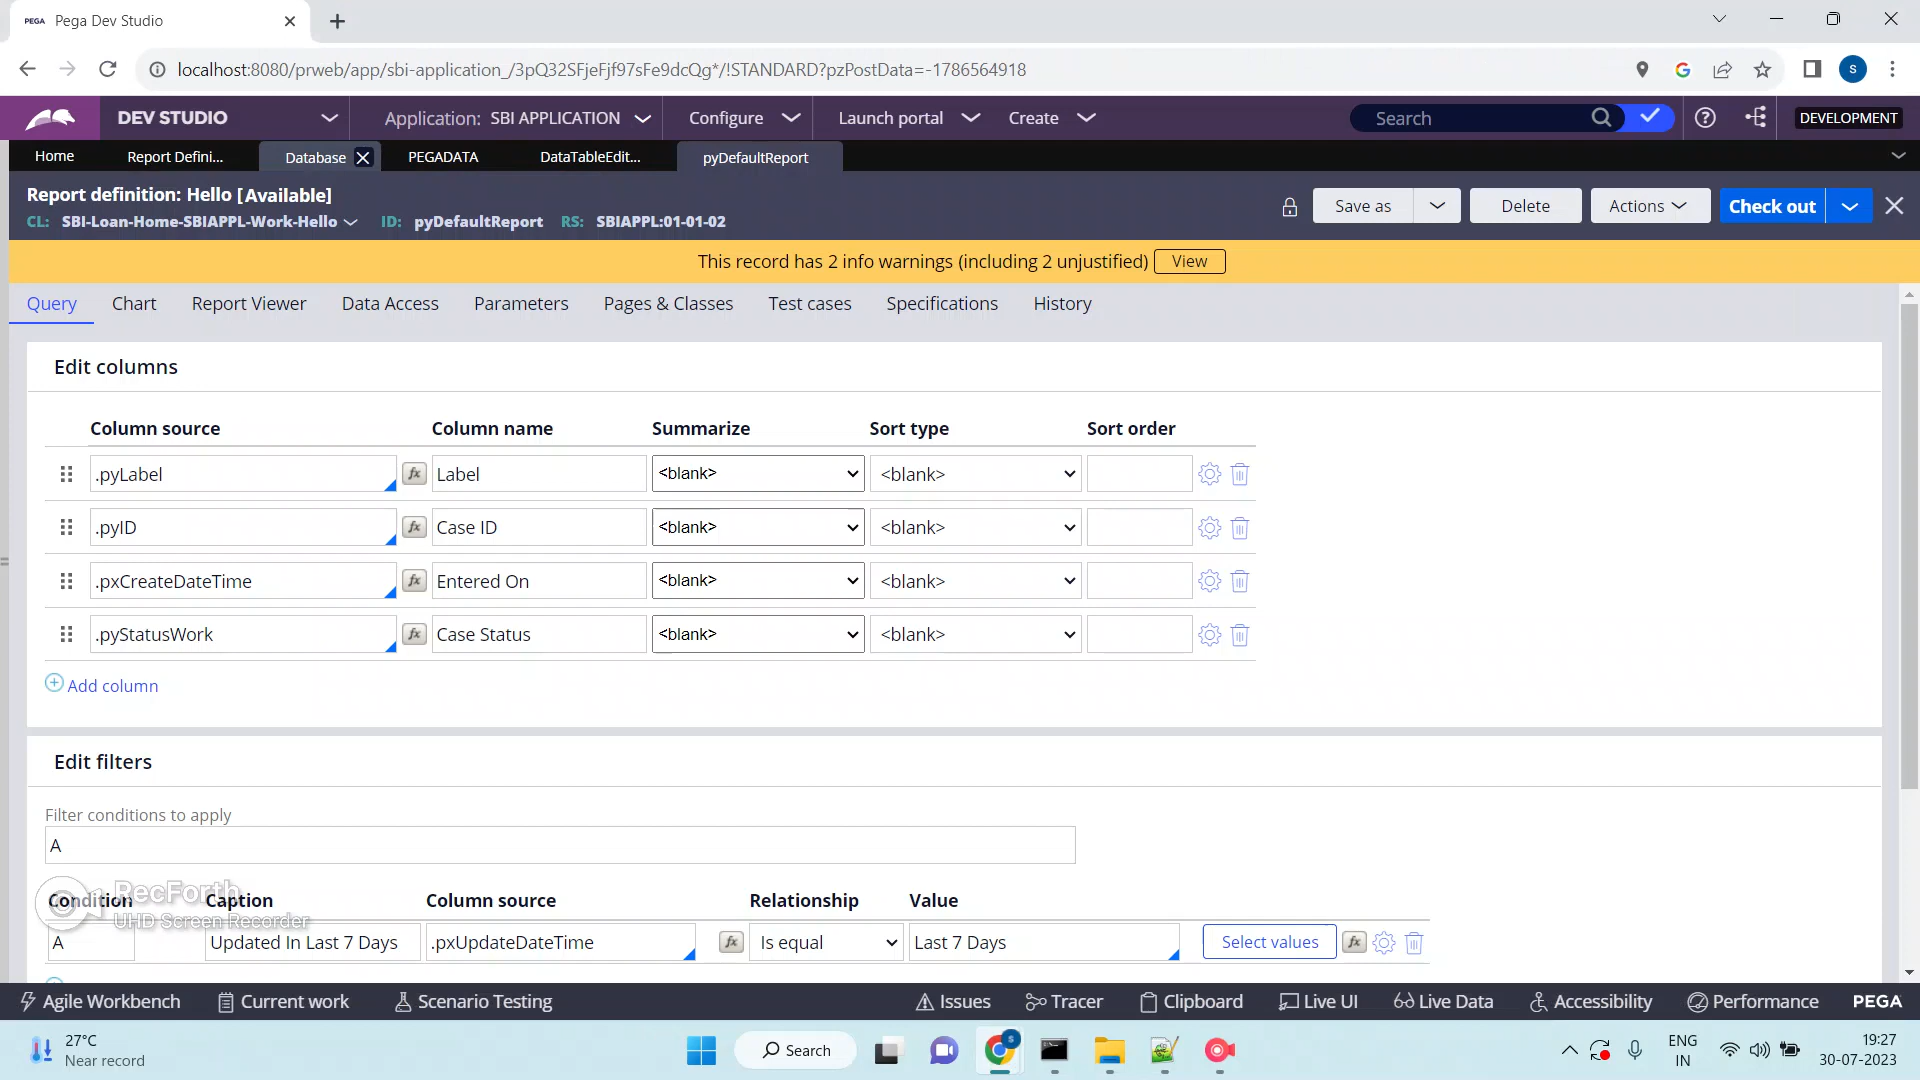 PEGA Pega Dev Studio
localhost:8080/prweb/app/sbi-application_/3pQ32SFjeFjf97sFe9dcQg*/!STANDARD?pzPostData=-1786564918
S
DEV STUDIO Application: SBI APPLICATION Configure Launch portal Create Search DEVELOPMENT
Home Report Defini... Database PEGADATA DataTableEdit... pyDefaultReport
Report definition: Hello [Available]
CL: SBI-Loan-Home-SBIAPPL-Work-Hello ID: pyDefaultReport RS: SBIAPPL:01-01-02
Save as Delete Actions Check out
This record has 2 info warnings (including 2 unjustified) View
Query Chart Report Viewer Data Access Parameters Pages & Classes Test cases Specifications History
Edit columns
Column source Column name Summarize Sort type Sort order
.pyLabel fx Label <blank> <blank>
.pyID fx Case ID <blank> <blank>
.pxCreateDateTime fx Entered On <blank> <blank>
.pyStatusWork fx Case Status <blank> <blank>
Add column
Edit filters
Filter conditions to apply
A
RecForth
UHD Screen Recorder
Condition Caption Column source Relationship Value
A Updated In Last 7 Days .pxUpdateDateTime fx Is equal Last 7 Days Select values fx
Agile Workbench Current work Scenario Testing Issues Tracer Clipboard Live UI Live Data Accessibility Performance PEGA
27°C
Near record
Search
S
ENG
IN
19:27
30-07-2023